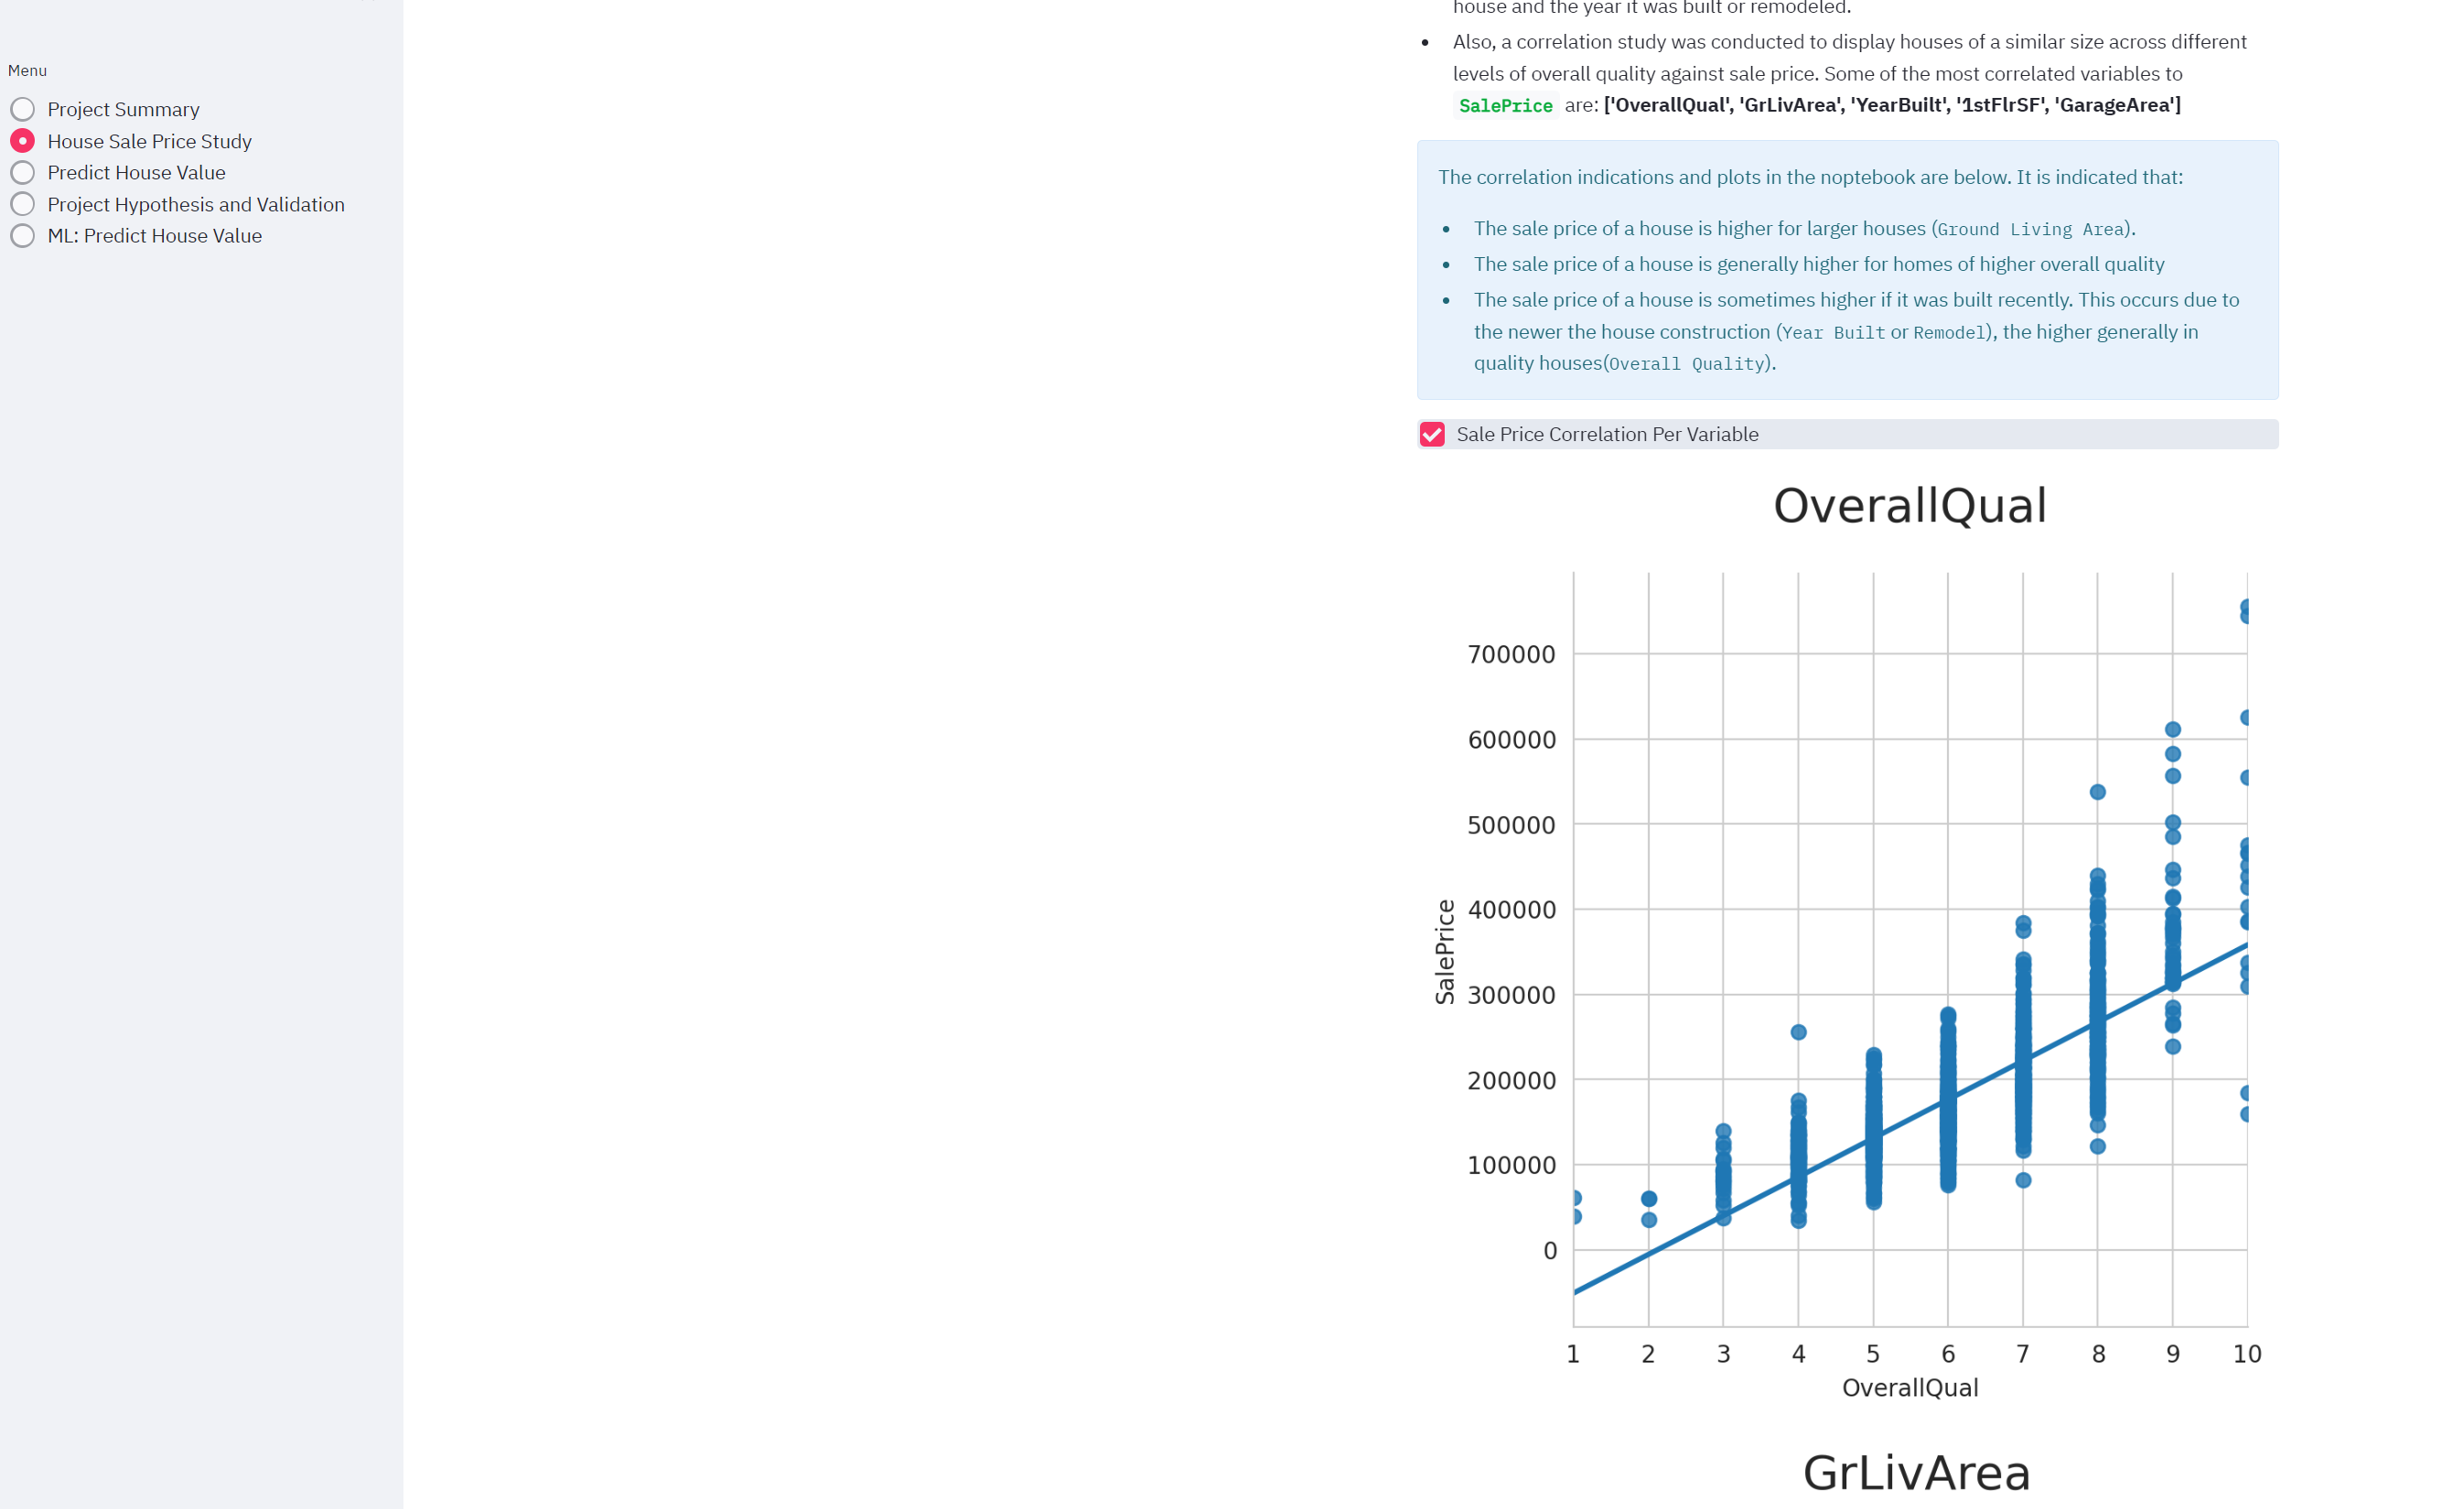 Menu
Project Summary
House Sale Price Study
Predict House Value
Project Hypothesis and Validation
ML: Predict House Value
house and the year it was built or remodeled.
Also, a correlation study was conducted to display houses of a similar size across different
levels of overall quality against sale price. Some of the most correlated variables to
SalePrice are: ['OverallQual', 'GrLivArea', 'YearBuilt', '1stFlrSF', 'GarageArea']
The correlation indications and plots in the noptebook are below. It is indicated that:
The sale price of a house is higher for larger houses (Ground Living Area).
The sale price of a house is generally higher for homes of higher overall quality
The sale price of a house is sometimes higher if it was built recently. This occurs due to
the newer the house construction (Year Built or Remodel), the higher generally in
quality houses(Overall Quality).
Sale Price Correlation Per Variable
OverallQual
700000
600000
500000
400000
300000
200000
100000
0
SalePrice
1 2 3 4 5 6 7 8 9 10
OverallQual
GrLivArea